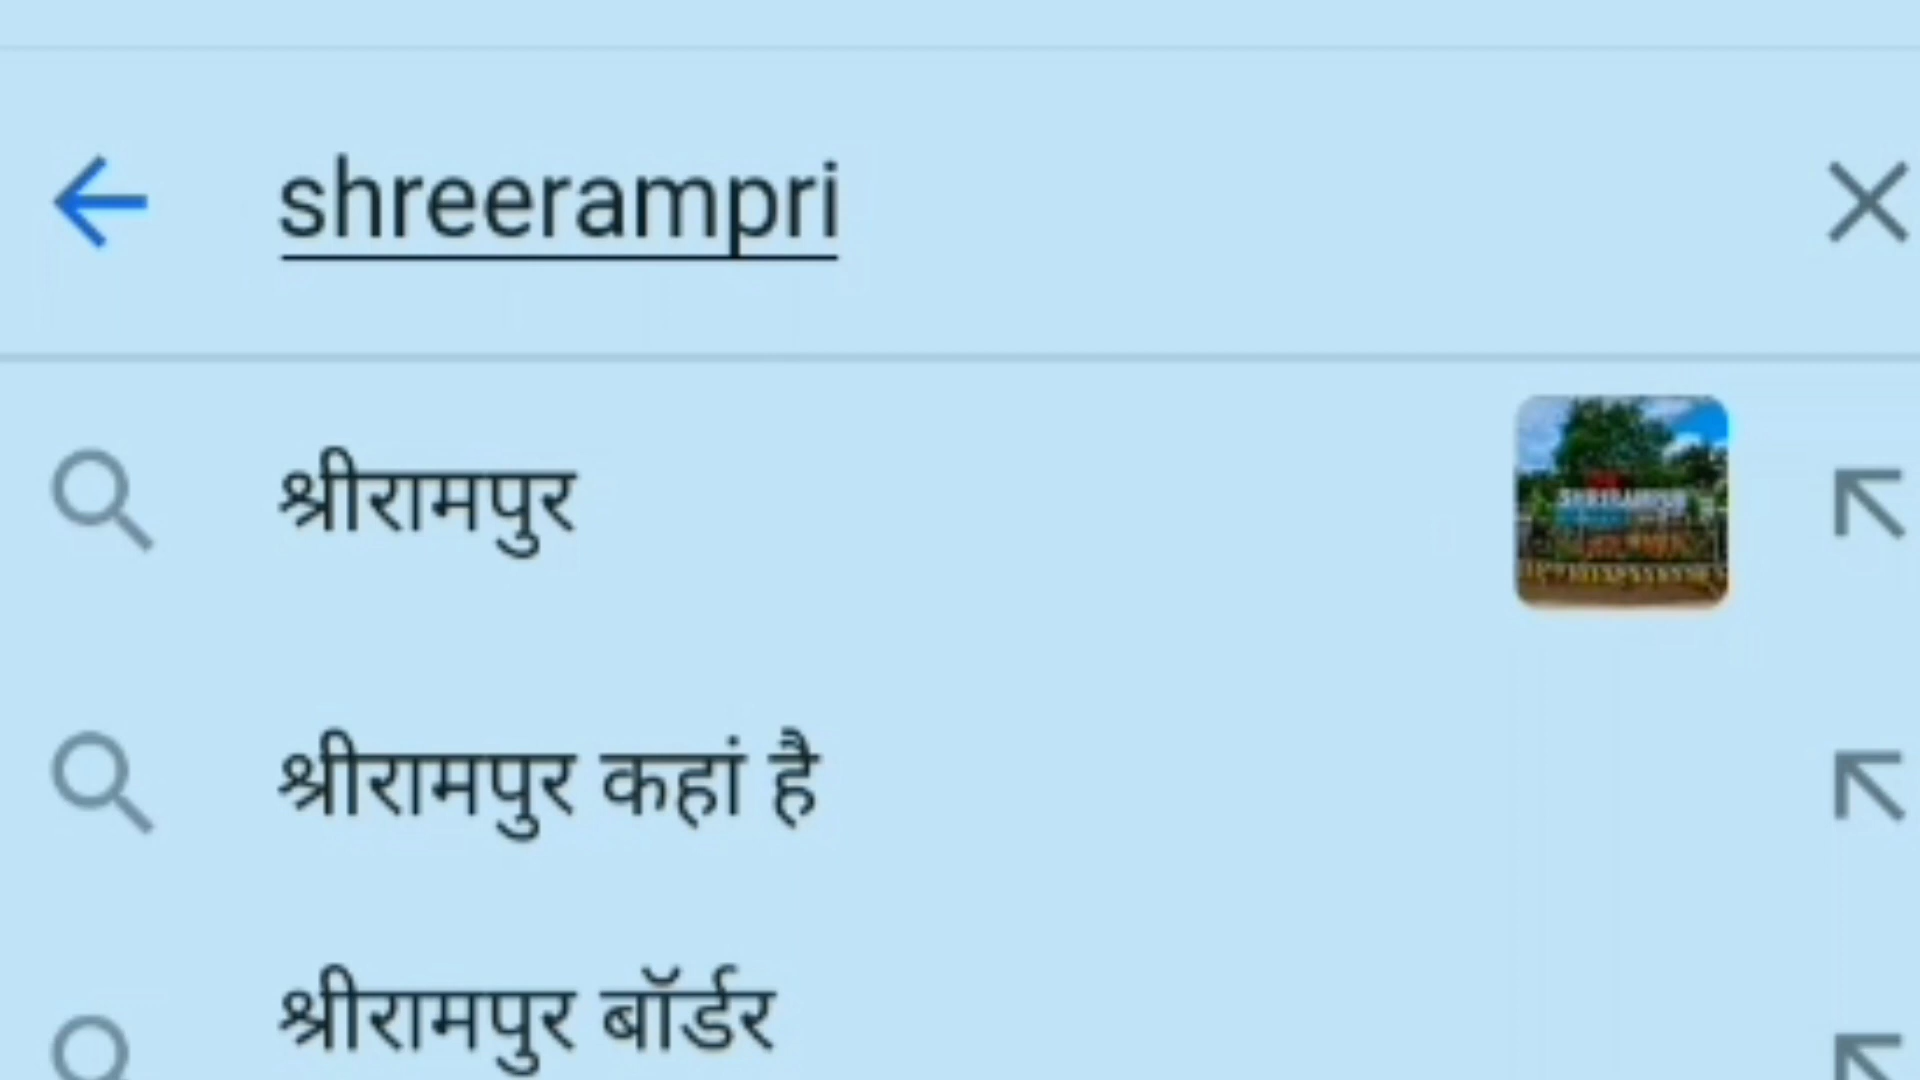 shreerampri
श्रीरामपुर
श्रीरामपुर कहां है
श्रीरामपुर बॉर्डर